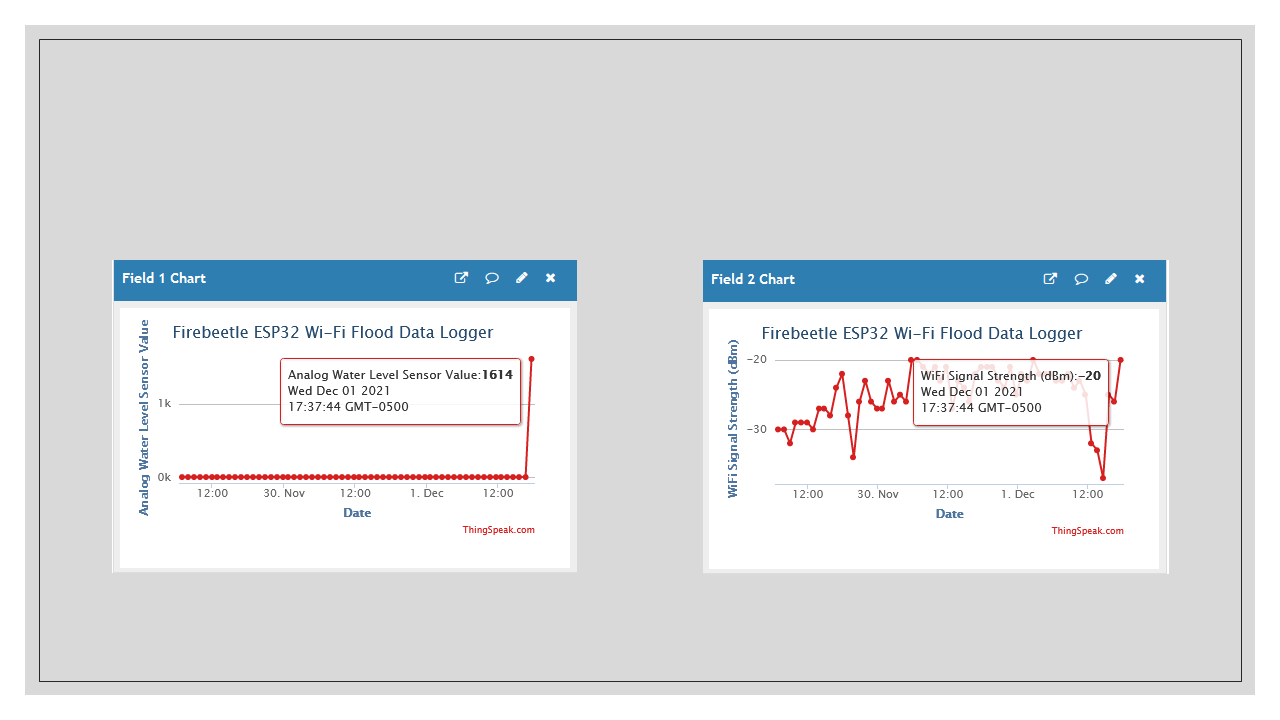 Field 1 Chart
Firebeetle ESP32 Wi-Fi Flood Data Logger
Analog Water Level Sensor Value
Analog Water Level Sensor Value:1614
Wed Dec 01 2021
17:37:44 GMT-0500
1k
0k
12:00 30. Nov 12:00 1. Dec 12:00
Date
ThingSpeak.com
Field 2 Chart
Firebeetle ESP32 Wi-Fi Flood Data Logger
WiFi Signal Strength (dBm)
WiFi Signal Strength (dBm):-20
Wed Dec 01 2021
17:37:44 GMT-0500
-20
-30
12:00 30. Nov 12:00 1. Dec 12:00
Date
ThingSpeak.com